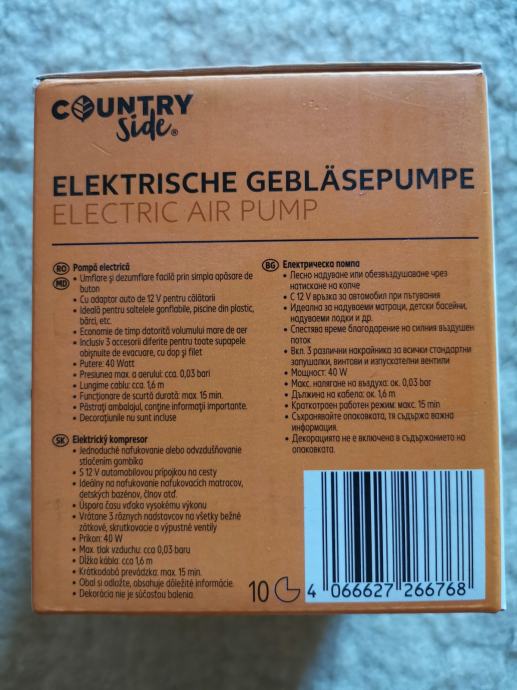 COUNTRY
Side®
ELEKTRISCHE GEBLÄSEPUMPE
ELECTRIC AIR PUMP
RO Pompă electrică
MD • Umflare și dezumflare facilă prin simpla apăsare de
buton
• Cu adaptor auto de 12 V pentru călătorii
• Ideală pentru saltelele gonflabile, piscine din plastic,
bărci, etc.
• Economie de timp datorită volumului mare de aer
• Inclusiv 3 accesorii diferite pentru toate supapele
obișnuite de evacuare, cu dop și filet
• Putere: 40 Watt
• Presiunea max. a aerului: cca. 0,03 bari
• Lungime cablu: cca. 1,6 m
• Funcționare de scurtă durată: max. 15 min.
• Păstrați ambalajul, conține informații importante.
• Decorațiunile nu sunt incluse
SK Elektrický kompresor
• Jednoduché nafukovanie alebo odvzdušňovanie
stlačením gombíka
• S 12 V automobilovou prípojkou na cesty
• Ideálny na nafukovanie nafukovacích matracov,
detských bazénov, člnov atď.
• Úspora času vďaka vysokému výkonu
• Vrátane 3 rôznych nadstavcov na všetky bežné
zátkové, skrutkovacie a výpustné ventily
• Príkon: 40 W
• Max. tlak vzduchu: cca 0,03 baru
• Dĺžka kábla: cca 1,6 m
• Krátkodobá prevádzka: max. 15 min.
• Obal si odložte, obsahuje dôležité informácie.
• Dekorácia nie je súčasťou balenia.
BG Електрическа помпа
• Лесно надуване или обезвъздушаване чрез
натискане на копче
• С 12 V връзка за автомобил при пътувания
• Идеална за надуваеми матраци, детски басейни,
надуваеми лодки и др.
• Спестява време благодарение на силния въздушен
поток
• Вкл. 3 различни накрайника за всички стандартни
запушалки, винтови и изпускателни вентили
• Мощност: 40 W
• Макс. налягане на въздуха: ок. 0,03 bar
• Дължина на кабела: ок. 1,6 m
• Краткотраен работен режим: макс. 15 min
• Съхранявайте опаковката, тя съдържа важна
информация.
• Декорацията не е включена в съдържанието на
опаковката.
10
4 066627 266768